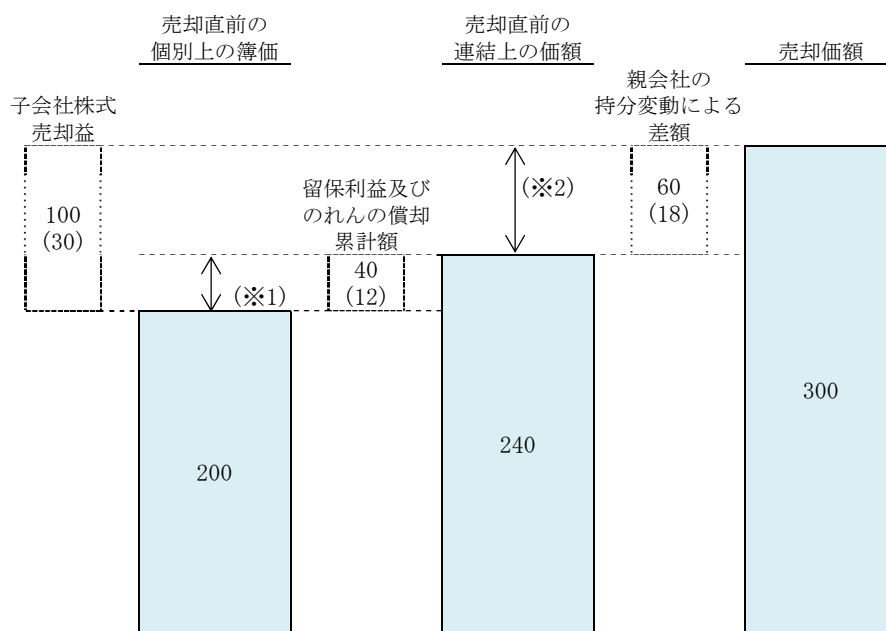 売却直前の
個別上の簿価
売却直前の
連結上の価額
売却価額
子会社株式
売却益
親会社の
持分変動による
差額
100
(30)
留保利益及び
のれんの償却
累計額
(※2)
60
(18)
(※1)
40
(12)
200
240
300